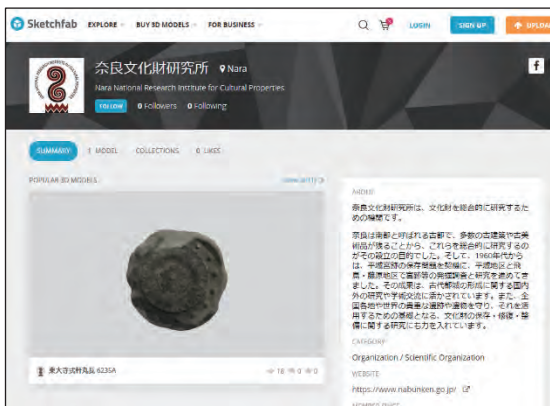 Sketchfab EXPLORE BUY 3D MODELS FOR BUSINESS LOGIN SIGN UP UPLOAD
奈良文化財研究所 Nara
Nara National Research Institute for Cultural Properties
FOLLOW 0 Followers 0 Following
SUMMARY 1 MODEL COLLECTIONS 0 LIKES
POPULAR 3D MODELS
東大寺式軒丸瓦 6235A 18 0 0
奈良文化財研究所は、文化財を総合的に研究するた
めの機関です。
奈良は南都と呼ばれる古都で、多数の古建築や古美
術品が残ることから、これらを総合的に研究するの
がその設立の目的でした。そして、1960年代から
は、平城宮跡の保存問題を契機に、平城地区と飛
鳥・藤原地区で宮跡等の発掘調査と研究を進めてき
ました。その成果は、古代都城の形成に関する国内
外の研究や学術交流に活かされています。また、全
国各地や世界の貴重な遺跡や遺物を守り、それを活
用するための基礎となる、文化財の保存・修復・整
備に関する研究にも力を入れています。
CATEGORY
Organization / Scientific Organization
WEBSITE
https://www.nabunken.go.jp/